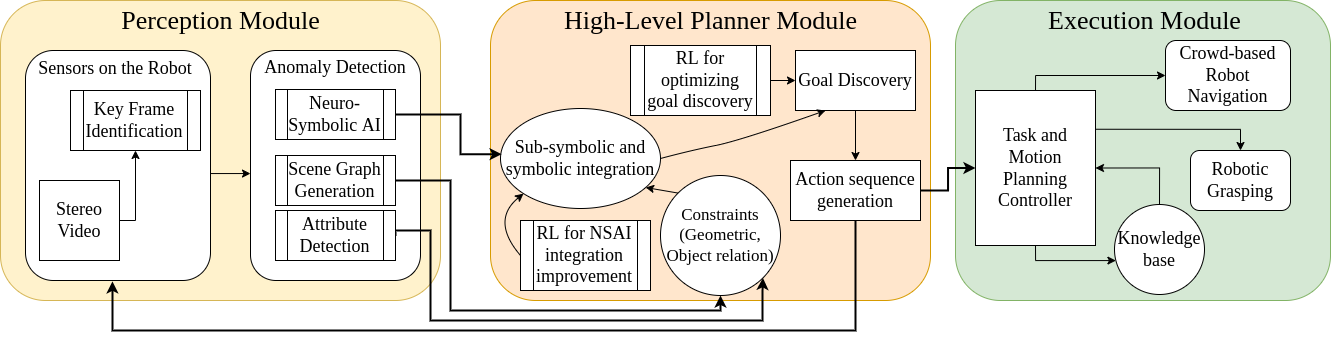 Perception Module
Sensors on the Robot
Key Frame
Identification
Stereo
Video
Anomaly Detection
Neuro-
Symbolic AI
Scene Graph
Generation
Attribute
Detection
High-Level Planner Module
RL for
optimizing
goal discovery
Goal Discovery
Sub-symbolic and
symbolic integration
Action sequence
generation
Constraints
(Geometric,
Object relation)
RL for NSAI
integration
improvement
Execution Module
Crowd-based
Robot
Navigation
Task and
Motion
Planning
Controller
Robotic
Grasping
Knowledge
base